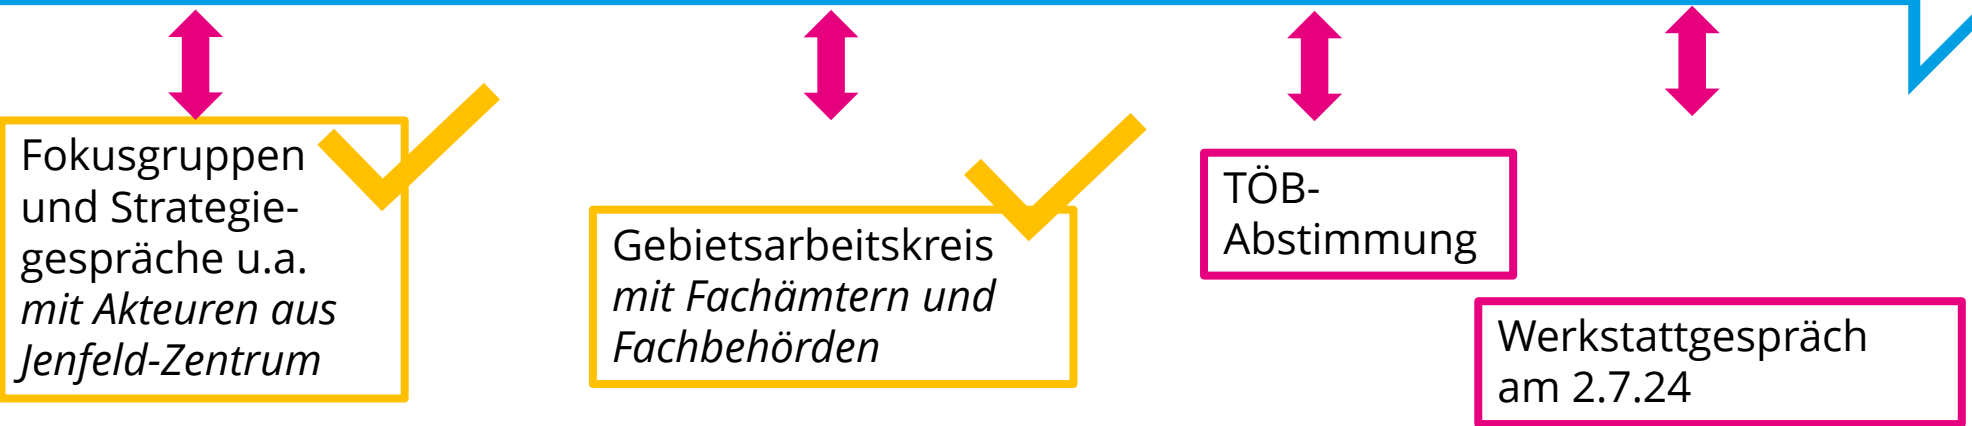 Fokusgruppen
und Strategie-
gespräche u.a.
mit Akteuren aus
Jenfeld-Zentrum
Gebietsarbeitskreis
mit Fachämtern und
Fachbehörden
TÖB-
Abstimmung
Werkstattgespräch
am 2.7.24